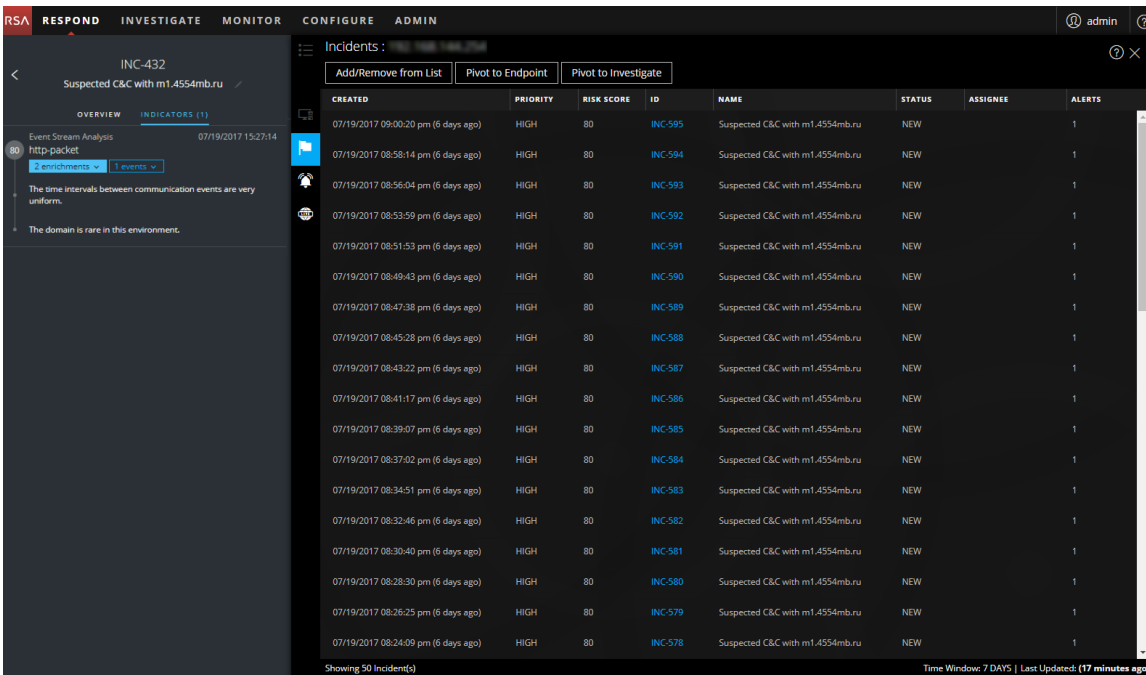 RSA RESPOND INVESTIGATE MONITOR CONFIGURE ADMIN admin
INC-432
Suspected C&C with m1.4554mb.ru
OVERVIEW INDICATORS (1)
Event Stream Analysis 07/19/2017 15:27:14
80 http-packet
2 enrichments 1 events
The time intervals between communication events are very
uniform.
The domain is rare in this environment.
Incidents :
Add/Remove from List Pivot to Endpoint Pivot to Investigate
CREATED PRIORITY RISK SCORE ID NAME STATUS ASSIGNEE ALERTS
07/19/2017 09:00:20 pm (6 days ago) HIGH 80 INC-595 Suspected C&C with m1.4554mb.ru NEW 1
07/19/2017 08:58:14 pm (6 days ago) HIGH 80 INC-594 Suspected C&C with m1.4554mb.ru NEW 1
07/19/2017 08:56:04 pm (6 days ago) HIGH 80 INC-593 Suspected C&C with m1.4554mb.ru NEW 1
07/19/2017 08:53:59 pm (6 days ago) HIGH 80 INC-592 Suspected C&C with m1.4554mb.ru NEW 1
07/19/2017 08:51:53 pm (6 days ago) HIGH 80 INC-591 Suspected C&C with m1.4554mb.ru NEW 1
07/19/2017 08:49:43 pm (6 days ago) HIGH 80 INC-590 Suspected C&C with m1.4554mb.ru NEW 1
07/19/2017 08:47:38 pm (6 days ago) HIGH 80 INC-589 Suspected C&C with m1.4554mb.ru NEW 1
07/19/2017 08:45:28 pm (6 days ago) HIGH 80 INC-588 Suspected C&C with m1.4554mb.ru NEW 1
07/19/2017 08:43:22 pm (6 days ago) HIGH 80 INC-587 Suspected C&C with m1.4554mb.ru NEW 1
07/19/2017 08:41:17 pm (6 days ago) HIGH 80 INC-586 Suspected C&C with m1.4554mb.ru NEW 1
07/19/2017 08:39:07 pm (6 days ago) HIGH 80 INC-585 Suspected C&C with m1.4554mb.ru NEW 1
07/19/2017 08:37:02 pm (6 days ago) HIGH 80 INC-584 Suspected C&C with m1.4554mb.ru NEW 1
07/19/2017 08:34:51 pm (6 days ago) HIGH 80 INC-583 Suspected C&C with m1.4554mb.ru NEW 1
07/19/2017 08:32:46 pm (6 days ago) HIGH 80 INC-582 Suspected C&C with m1.4554mb.ru NEW 1
07/19/2017 08:30:40 pm (6 days ago) HIGH 80 INC-581 Suspected C&C with m1.4554mb.ru NEW 1
07/19/2017 08:28:30 pm (6 days ago) HIGH 80 INC-580 Suspected C&C with m1.4554mb.ru NEW 1
07/19/2017 08:26:25 pm (6 days ago) HIGH 80 INC-579 Suspected C&C with m1.4554mb.ru NEW 1
07/19/2017 08:24:09 pm (6 days ago) HIGH 80 INC-578 Suspected C&C with m1.4554mb.ru NEW 1
Showing 50 Incident(s) Time Window: 7 DAYS | Last Updated: (17 minutes ago